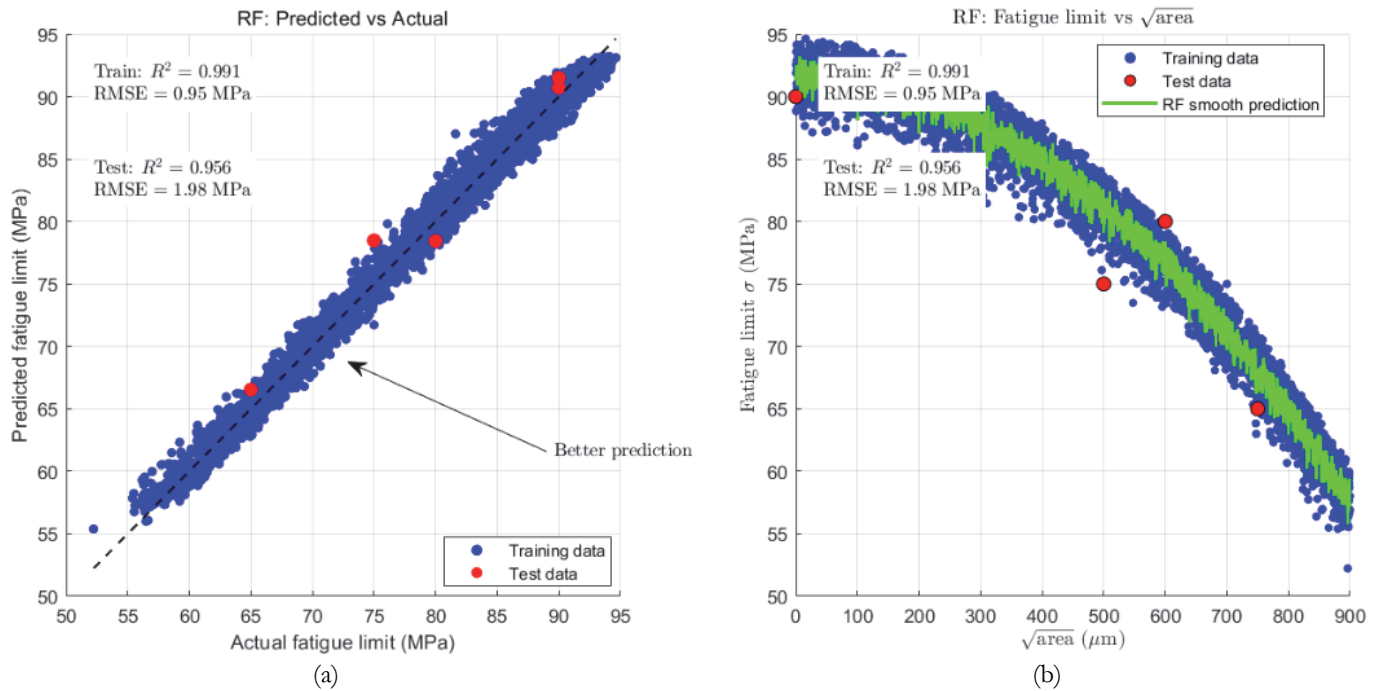 RF: Predicted vs Actual
95
90
85
80
75
70
65
60
55
50
Predicted fatigue limit (MPa)
Train: R² = 0.991
RMSE = 0.95 MPa
Test: R² = 0.956
RMSE = 1.98 MPa
Better prediction
Training data
Test data
50 55 60 65 70 75 80 85 90 95
Actual fatigue limit (MPa)
(a)
RF: Fatigue limit vs √area
95
90
85
80
75
70
65
60
55
50
Fatigue limit σ (MPa)
Train: R² = 0.991
RMSE = 0.95 MPa
Test: R² = 0.956
RMSE = 1.98 MPa
Training data
Test data
RF smooth prediction
0 100 200 300 400 500 600 700 800 900
√area (μm)
(b)